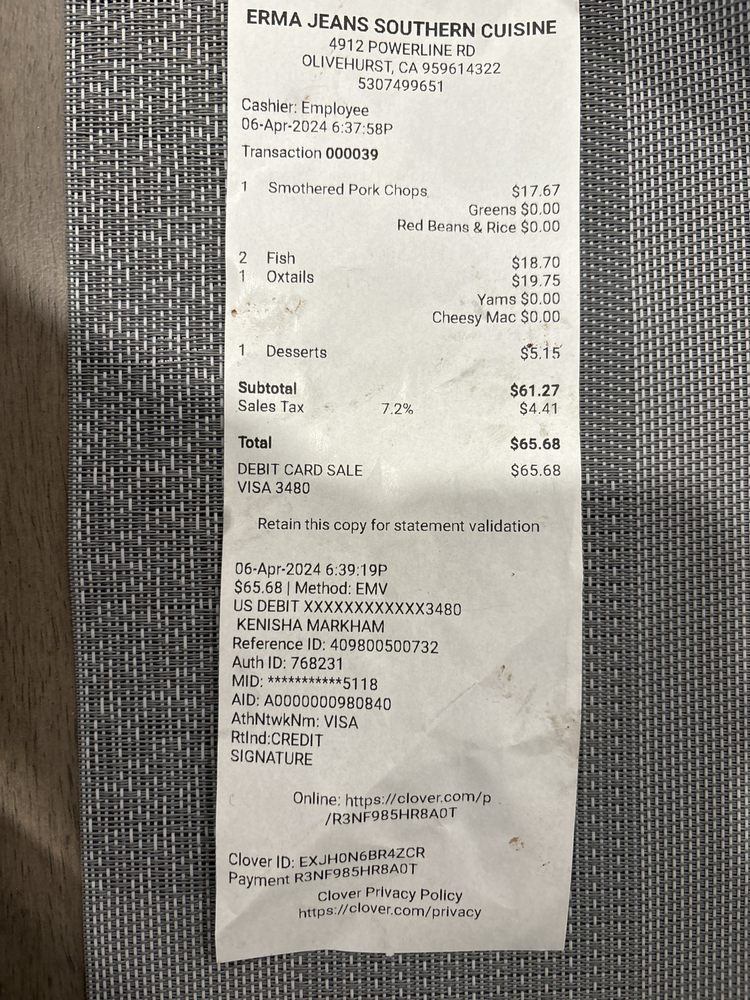 ERMA JEANS SOUTHERN CUISINE
4912 POWERLINE RD
OLIVEHURST, CA 959614322
5307499651
Cashier: Employee
06-Apr-2024 6:37:58P
Transaction 000039
1 Smothered Pork Chops $17.67
Greens $0.00
Red Beans & Rice $0.00
2 Fish $18.70
1 Oxtails $19.75
Yams $0.00
Cheesy Mac $0.00
1 Desserts $5.15
Subtotal $61.27
Sales Tax 7.2% $4.41
Total $65.68
DEBIT CARD SALE $65.68
VISA 3480
Retain this copy for statement validation
06-Apr-2024 6:39:19P
$65.68 | Method: EMV
US DEBIT XXXXXXXXXXXX3480
KENISHA MARKHAM
Reference ID: 409800500732
Auth ID: 768231
MID: ***********5118
AID: A0000000980840
AthNtwkNm: VISA
RtInd:CREDIT
SIGNATURE
Online: https://clover.com/p
/R3NF985HR8A0T
Clover ID: EXJH0N6BR4ZCR
Payment R3NF985HR8A0T
Clover Privacy Policy
https://clover.com/privacy